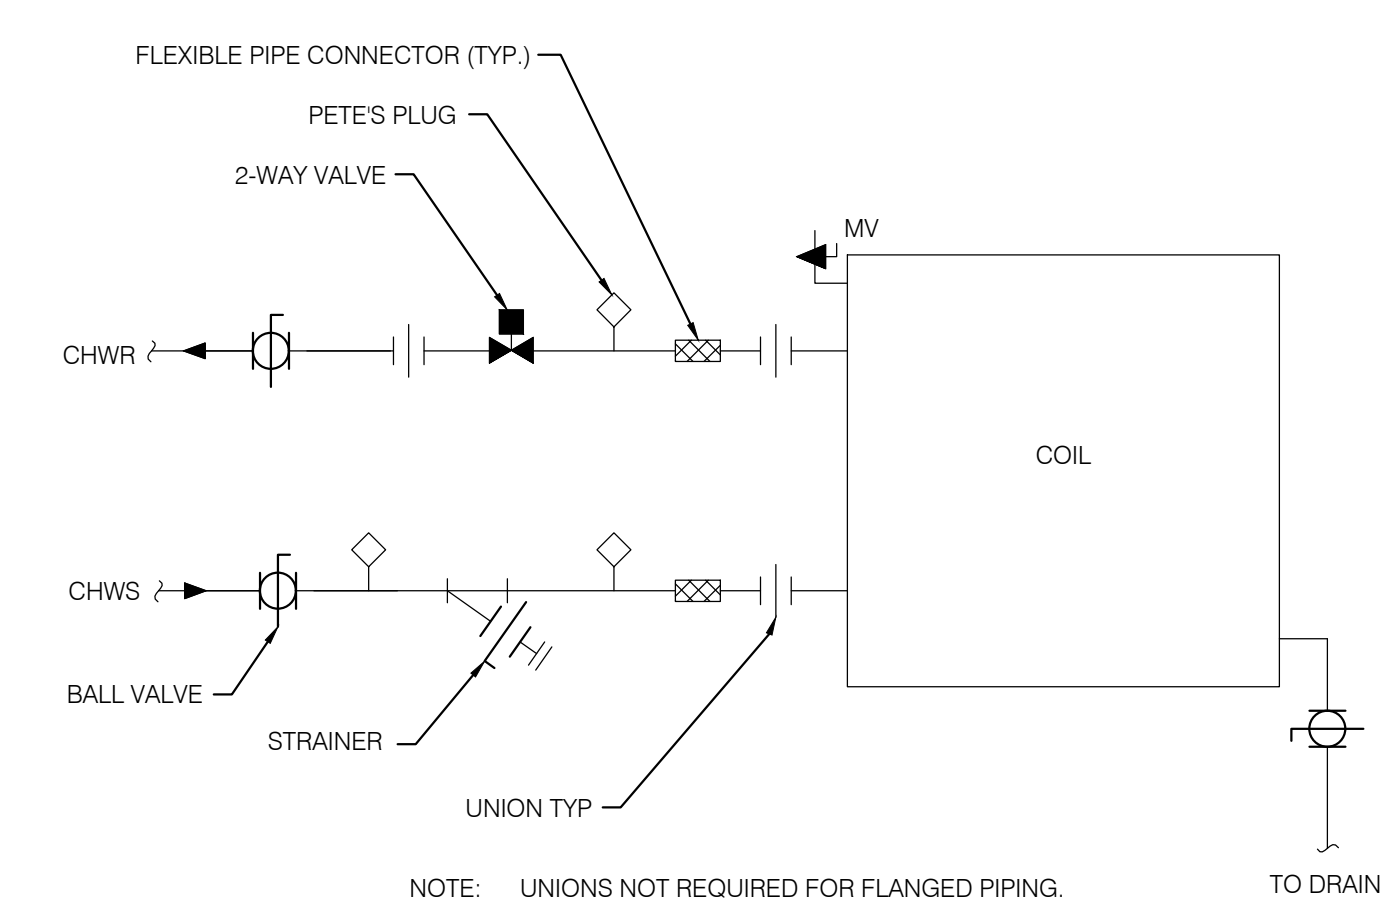 FLEXIBLE PIPE CONNECTOR (TYP.)
PETE'S PLUG
2-WAY VALVE
MV
CHWR
COIL
CHWS
BALL VALVE
STRAINER
UNION TYP
NOTE: UNIONS NOT REQUIRED FOR FLANGED PIPING.
TO DRAIN